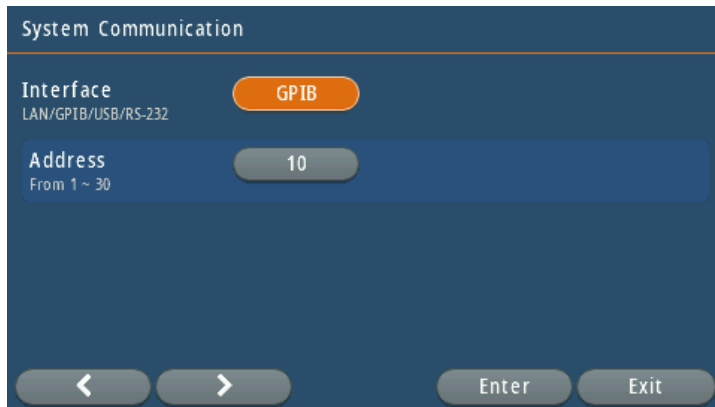 System Communication
Interface
GPIB
LAN/GPIB/USB/RS-232
Address
10
From 1 ~ 30
Enter
Exit